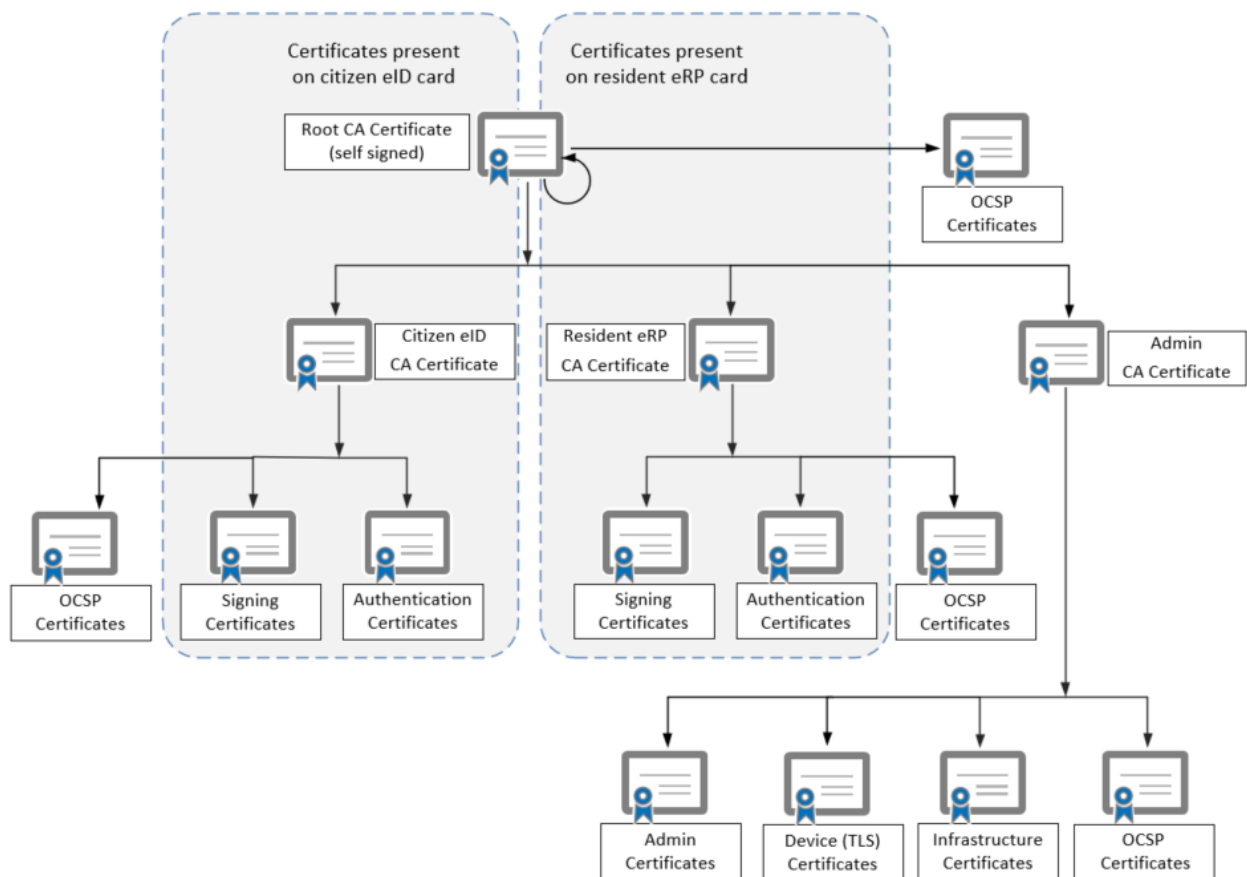 Certificates present
on citizen eID card
Certificates present
on resident eRP card
Root CA Certificate
(self signed)
OCSP
Certificates
Citizen eID
CA Certificate
Resident eRP
CA Certificate
Admin
CA Certificate
OCSP
Certificates
Signing
Certificates
Authentication
Certificates
Signing
Certificates
Authentication
Certificates
OCSP
Certificates
Admin
Certificates
Device (TLS)
Certificates
Infrastructure
Certificates
OCSP
Certificates